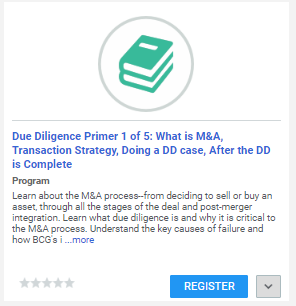 Due Diligence Primer 1 of 5: What is M&A,
Transaction Strategy, Doing a DD case, After the DD
is Complete
Program
Learn about the M&A process--from deciding to sell or buy an
asset, through all the stages of the deal and post-merger
integration. Learn what due diligence is and why it is critical to
the M&A process. Understand the key causes of failure and
how BCG's i ...more
REGISTER